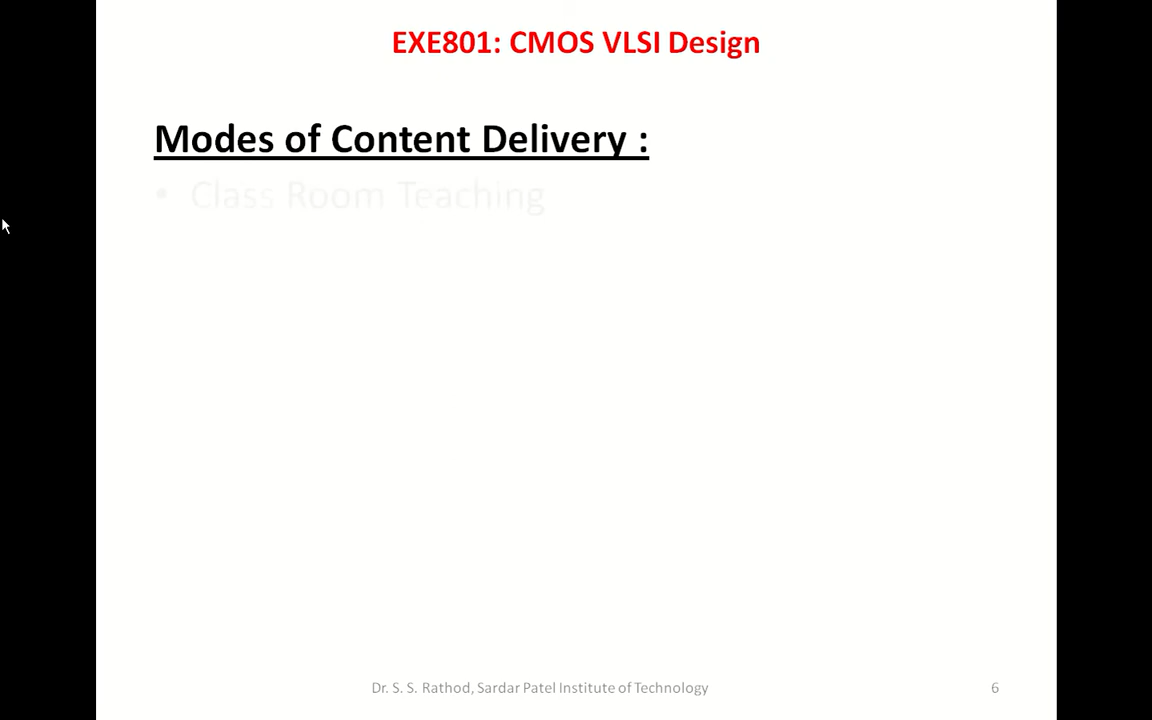 EXE801: CMOS VLSI Design
Modes of Content Delivery :
• Class Room Teaching
Dr. S. S. Rathod, Sardar Patel Institute of Technology
6